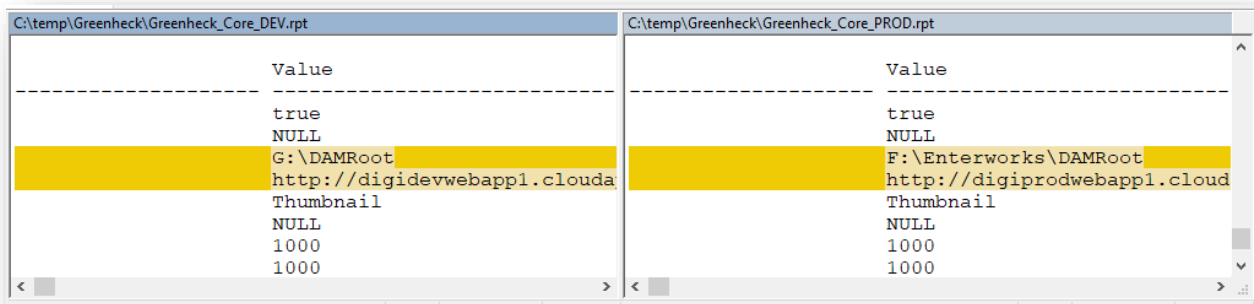 C:\temp\Greenheck\Greenheck_Core_DEV.rpt
Value
-------------------- ----------------------------
true
NULL
G:\DAMRoot
http://digidevwebapp1.clouda
Thumbnail
NULL
1000
1000
C:\temp\Greenheck\Greenheck_Core_PROD.rpt
Value
-------------------- ----------------------------
true
NULL
F:\Enterworks\DAMRoot
http://digiprodwebapp1.cloud
Thumbnail
NULL
1000
1000